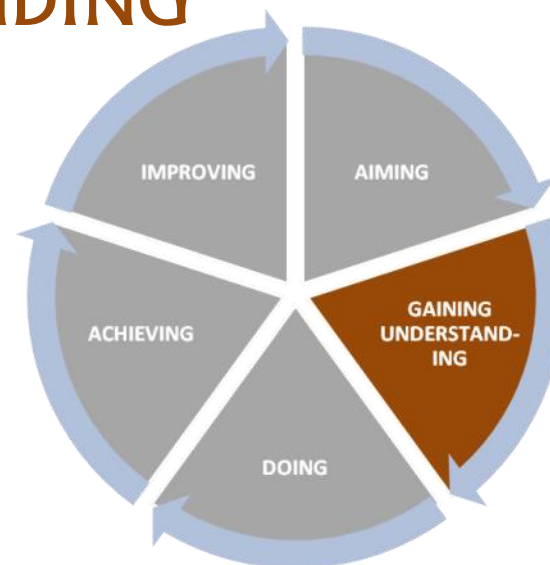 IMPROVING
AIMING
GAINING
UNDERSTAND-
ING
ACHIEVING
DOING